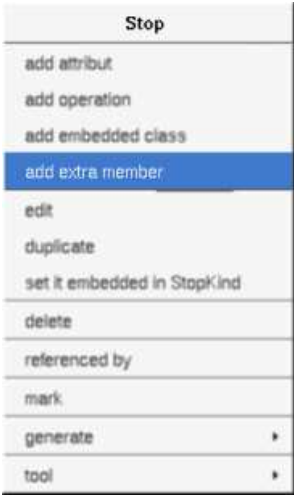 Stop
add attribut
add operation
add embedded class
add extra member
edit
duplicate
set it embedded in StopKind
delete
referenced by
mark
generate
tool